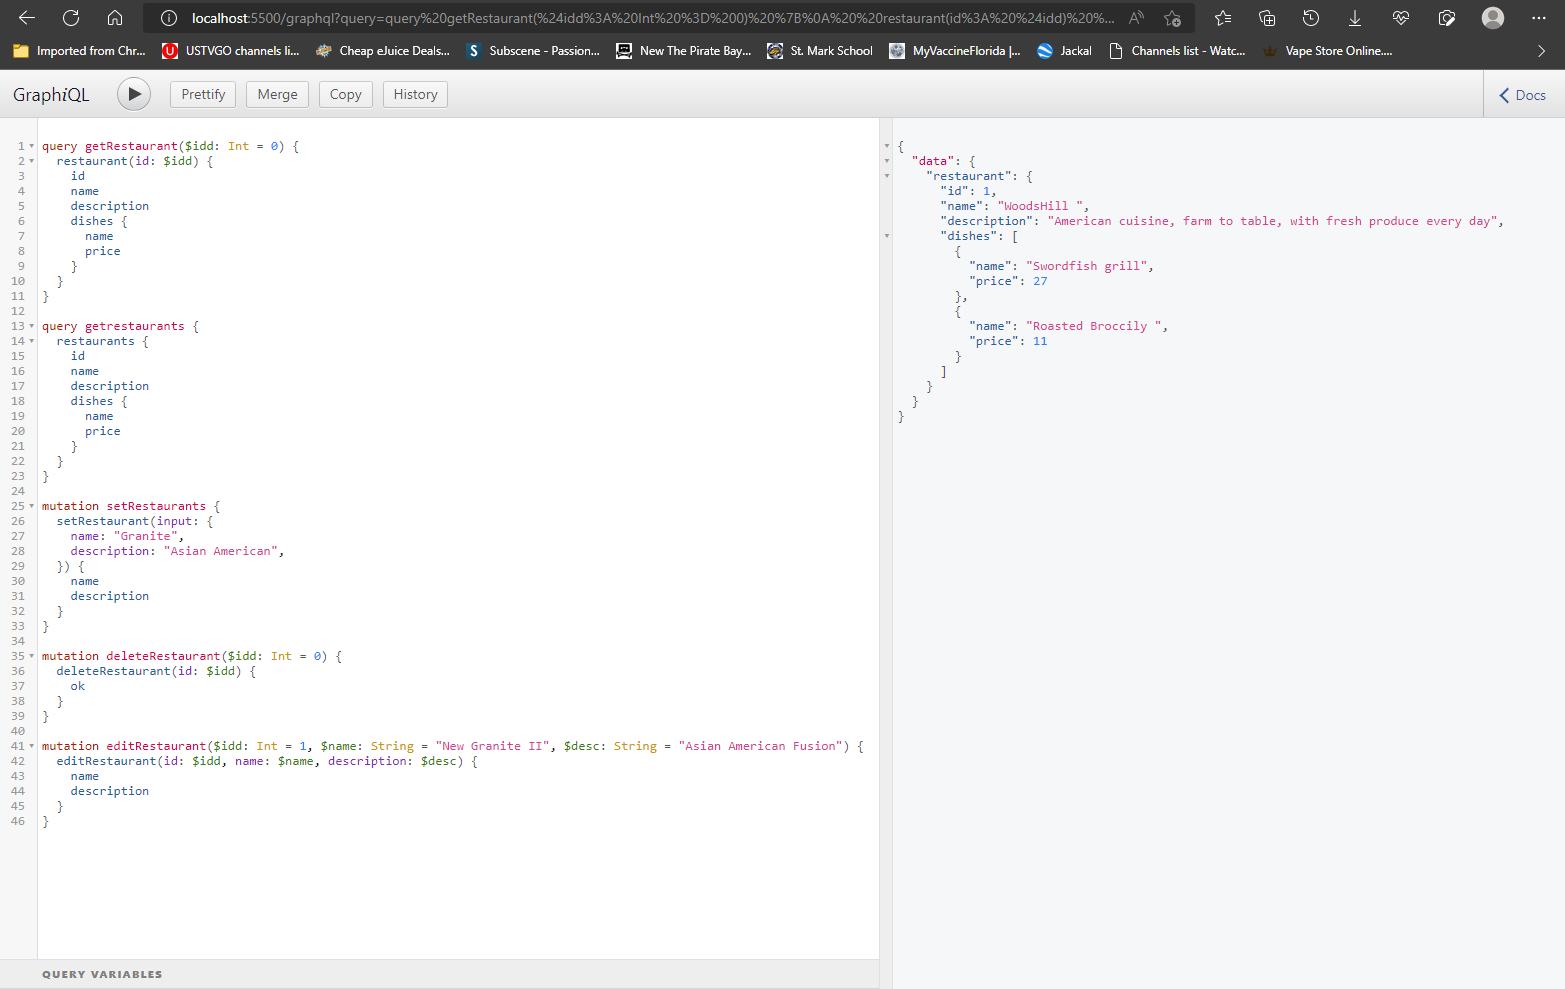 localhost:5500/graphql?query=query%20getRestaurant(%24idd%3A%20Int%20%3D%200)%20%7B%0A%20%20restaurant(id%3A%20%24idd)%20%...
Imported from Chr... USTVGO channels li... Cheap eJuice Deals... Subscene - Passion... New The Pirate Bay... St. Mark School MyVaccineFlorida |... Jackal Channels list - Watc... Vape Store Online....
GraphiQL Prettify Merge Copy History Docs
1 query getRestaurant($idd: Int = 0) {
2 restaurant(id: $idd) {
3 id
4 name
5 description
6 dishes {
7 name
8 price
9 }
10 }
11 }
12
13 query getrestaurants {
14 restaurants {
15 id
16 name
17 description
18 dishes {
19 name
20 price
21 }
22 }
23 }
24
25 mutation setRestaurants {
26 setRestaurant(input: {
27 name: "Granite",
28 description: "Asian American",
29 }) {
30 name
31 description
32 }
33 }
34
35 mutation deleteRestaurant($idd: Int = 0) {
36 deleteRestaurant(id: $idd) {
37 ok
38 }
39 }
40
41 mutation editRestaurant($idd: Int = 1, $name: String = "New Granite II", $desc: String = "Asian American Fusion") {
42 editRestaurant(id: $idd, name: $name, description: $desc) {
43 name
44 description
45 }
46 }
QUERY VARIABLES
{
"data": {
"restaurant": {
"id": 1,
"name": "WoodsHill ",
"description": "American cuisine, farm to table, with fresh produce every day",
"dishes": [
{
"name": "Swordfish grill",
"price": 27
},
{
"name": "Roasted Broccily ",
"price": 11
}
]
}
}
}